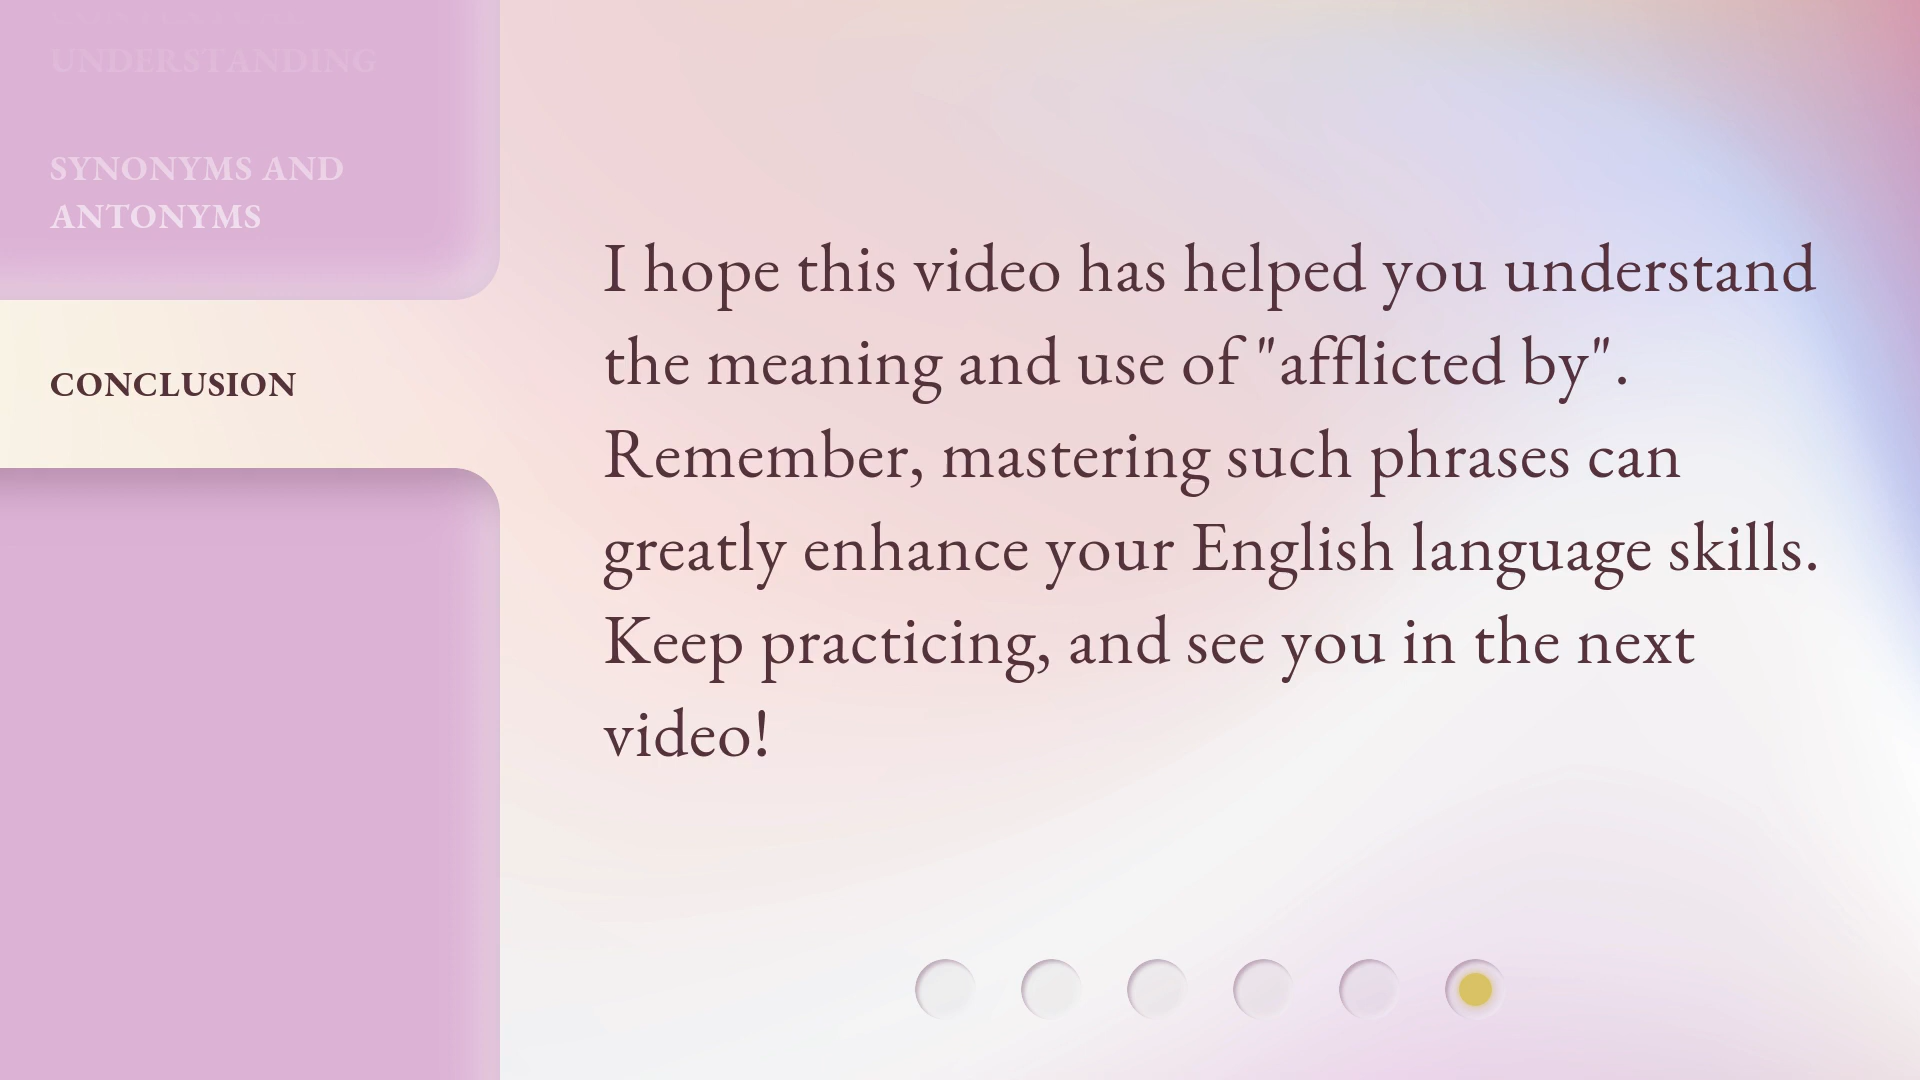 UNDERSTANDING
SYNONYMS AND
ANTONYMS
CONCLUSION
I hope this video has helped you understand
the meaning and use of "afflicted by".
Remember, mastering such phrases can
greatly enhance your English language skills.
Keep practicing, and see you in the next
video!